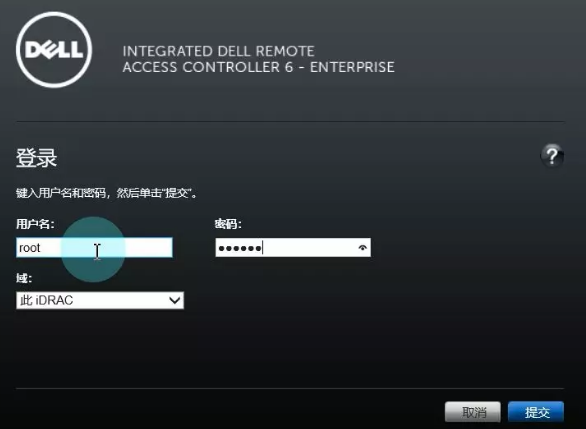 DELL
INTEGRATED DELL REMOTE
ACCESS CONTROLLER 6 - ENTERPRISE
登录
?
键入用户名和密码，然后单击“提交”。
用户名:
密码:
root
●●●●●●
域:
此 iDRAC
取消
提交